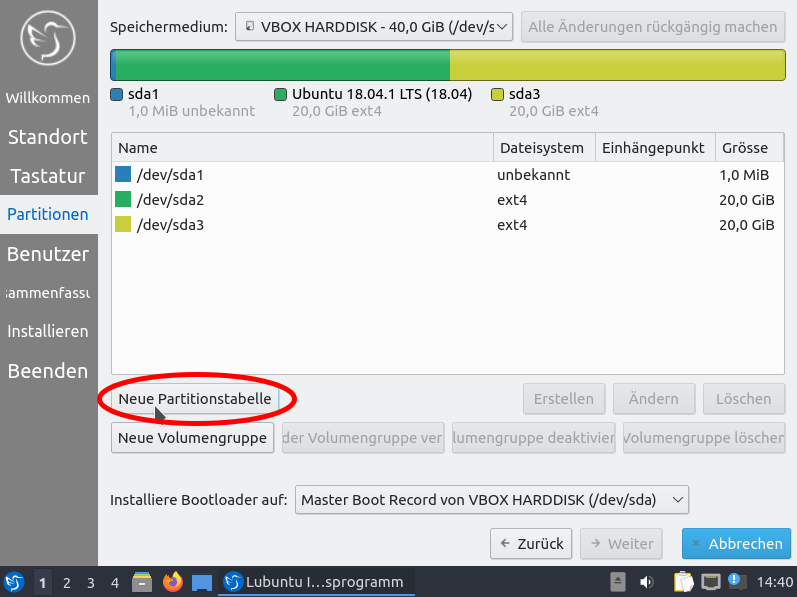 Speichermedium:
VBOX HARDDISK - 40,0 GiB (/dev/s
Alle Änderungen rückgängig machen
sda1
1,0 MiB unbekannt
Ubuntu 18.04.1 LTS (18.04)
20,0 GiB ext4
sda3
20,0 GiB ext4
Willkommen
Standort
Tastatur
Partitionen
Benutzer
sammenfassu
Installieren
Beenden
Name Dateisystem Einhängepunkt Grösse
/dev/sda1 unbekannt 1,0 MiB
/dev/sda2 ext4 20,0 GiB
/dev/sda3 ext4 20,0 GiB
Neue Partitionstabelle
Erstellen
Ändern
Löschen
Neue Volumengruppe
der Volumengruppe ver
lumengruppe deaktivier
Volumengruppe löschen
Installiere Bootloader auf: Master Boot Record von VBOX HARDDISK (/dev/sda)
Zurück
Weiter
Abbrechen
1 2 3 4
Lubuntu I...sprogramm
14:40